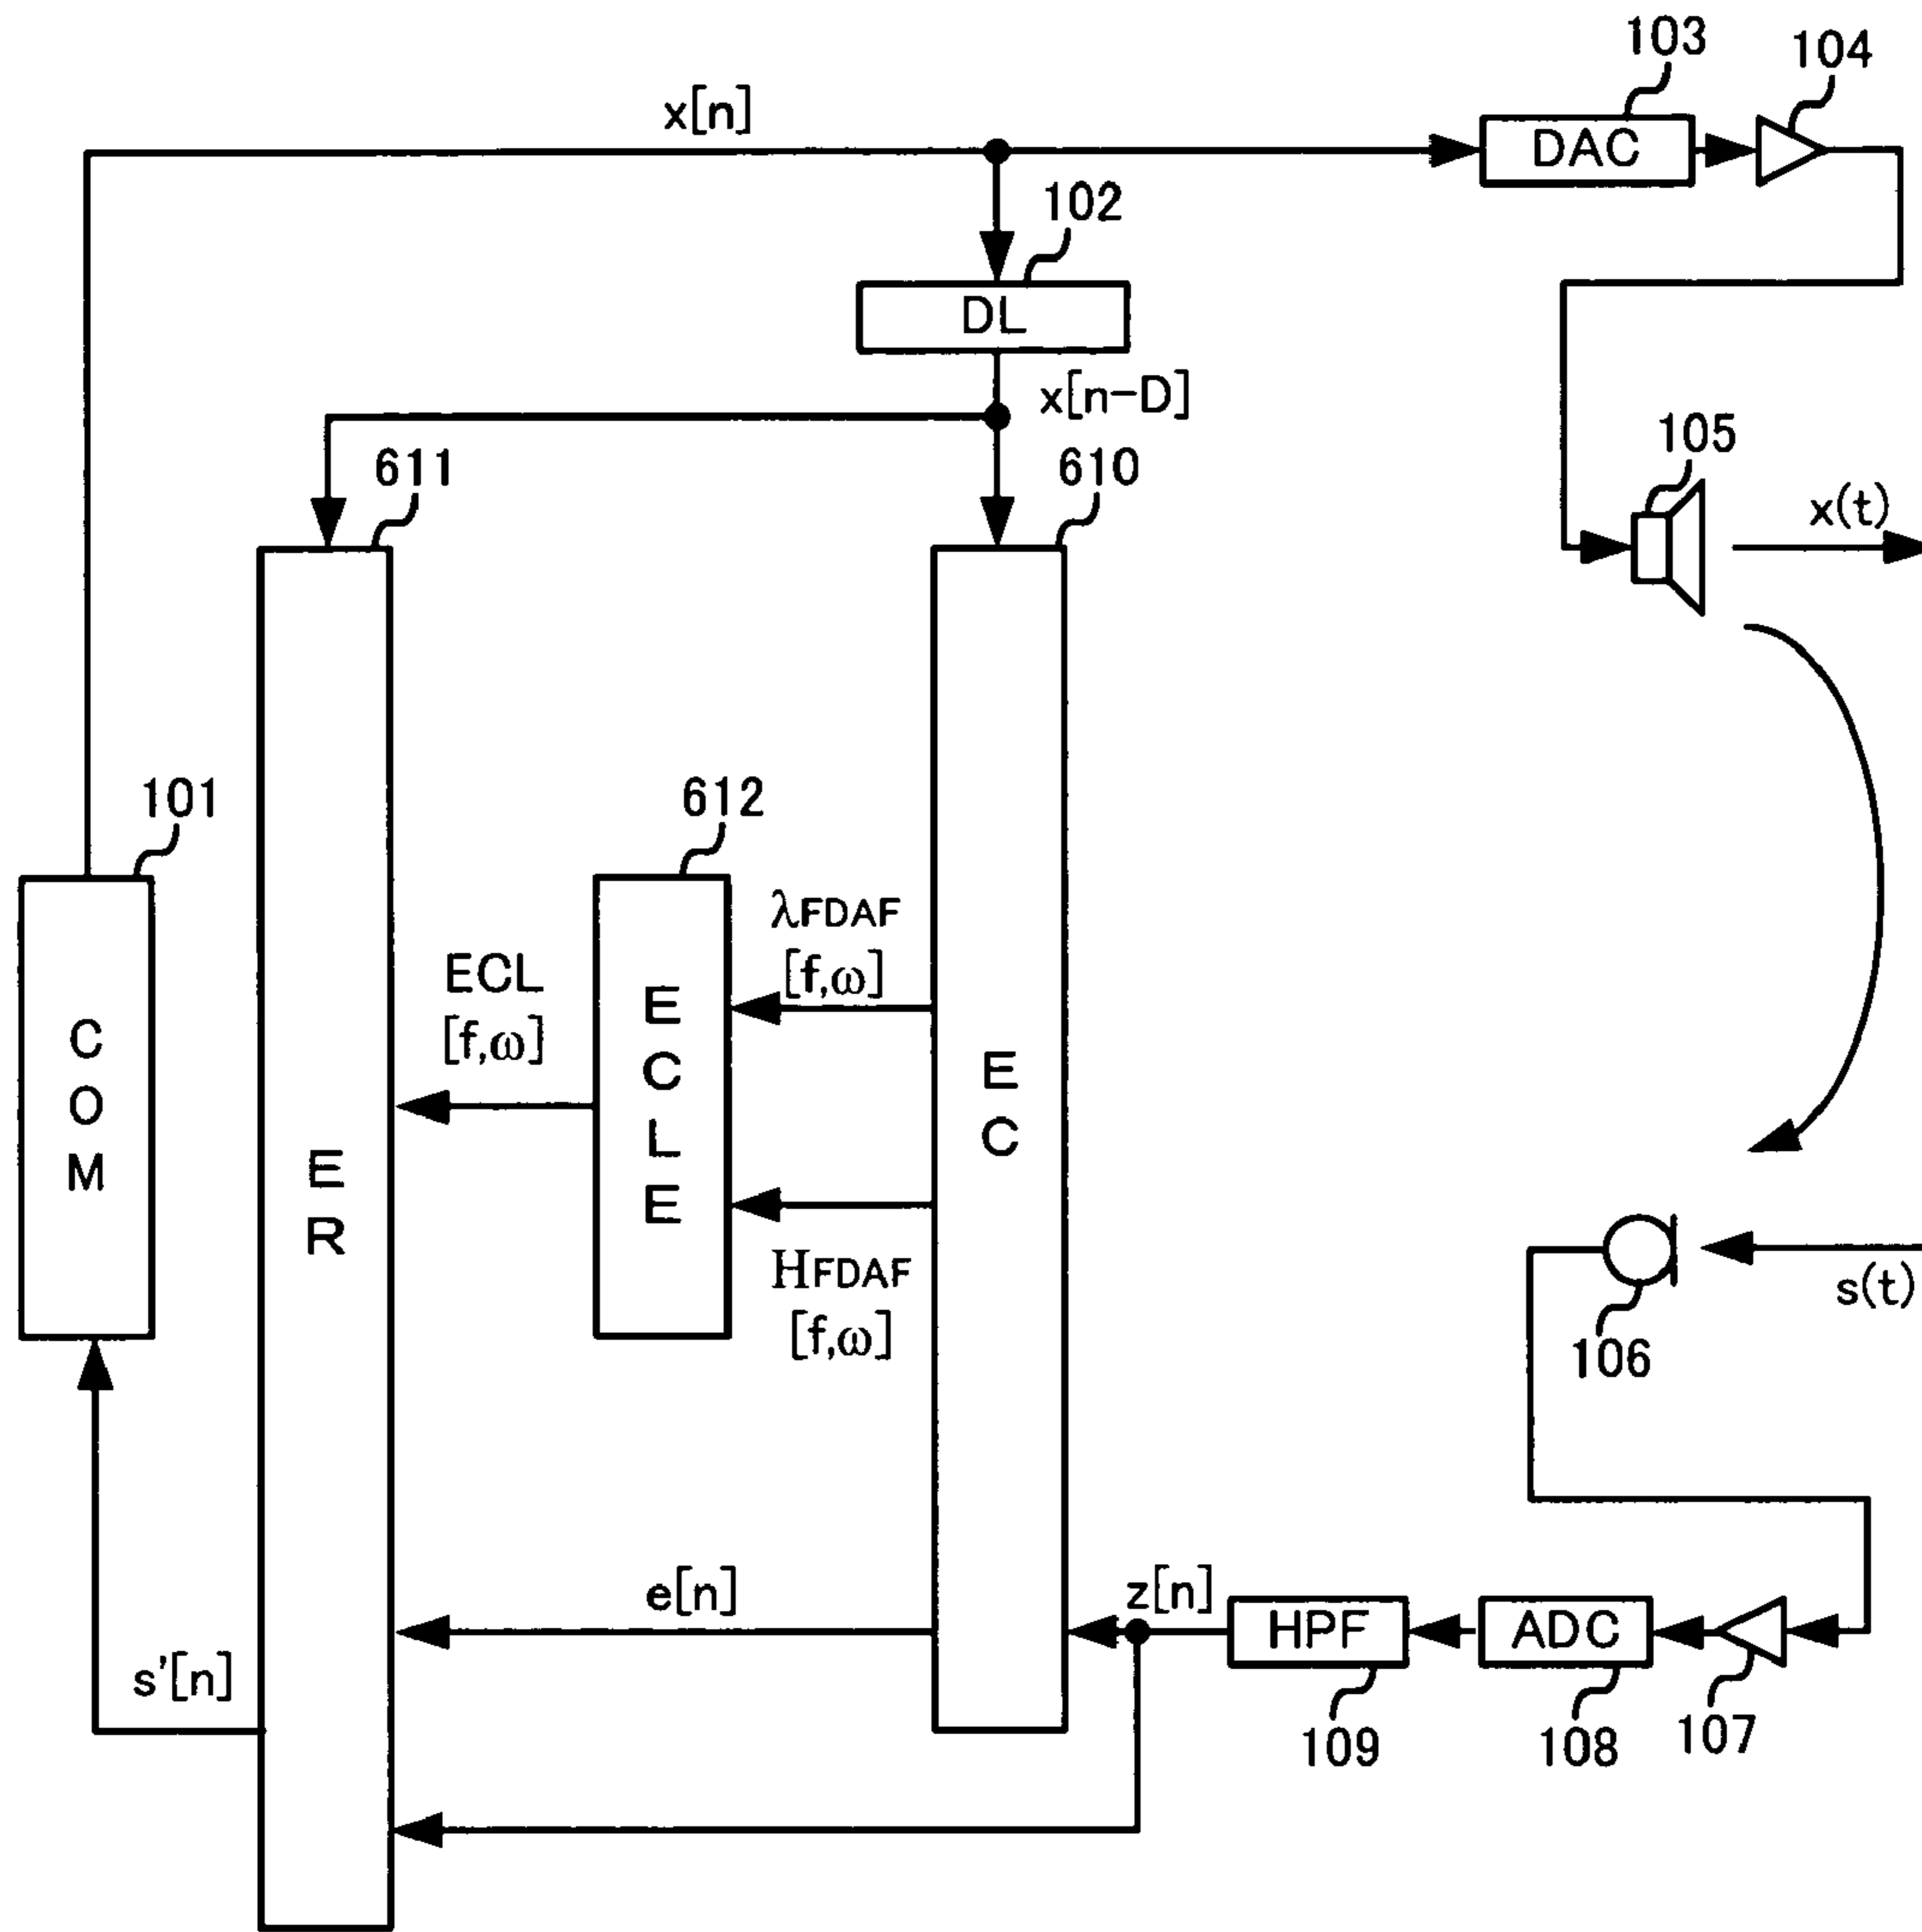 103
104
x[n]
DAC
102
DL
x[n-D]
105
611
610
x(t)
101
612
λFDAF
[f,ω]
ECL
[f,ω]
C
O
M
E
R
E
C
L
E
E
C
HFDAF
[f,ω]
s(t)
106
e[n]
z[n]
HPF
ADC
s'[n]
109
108
107